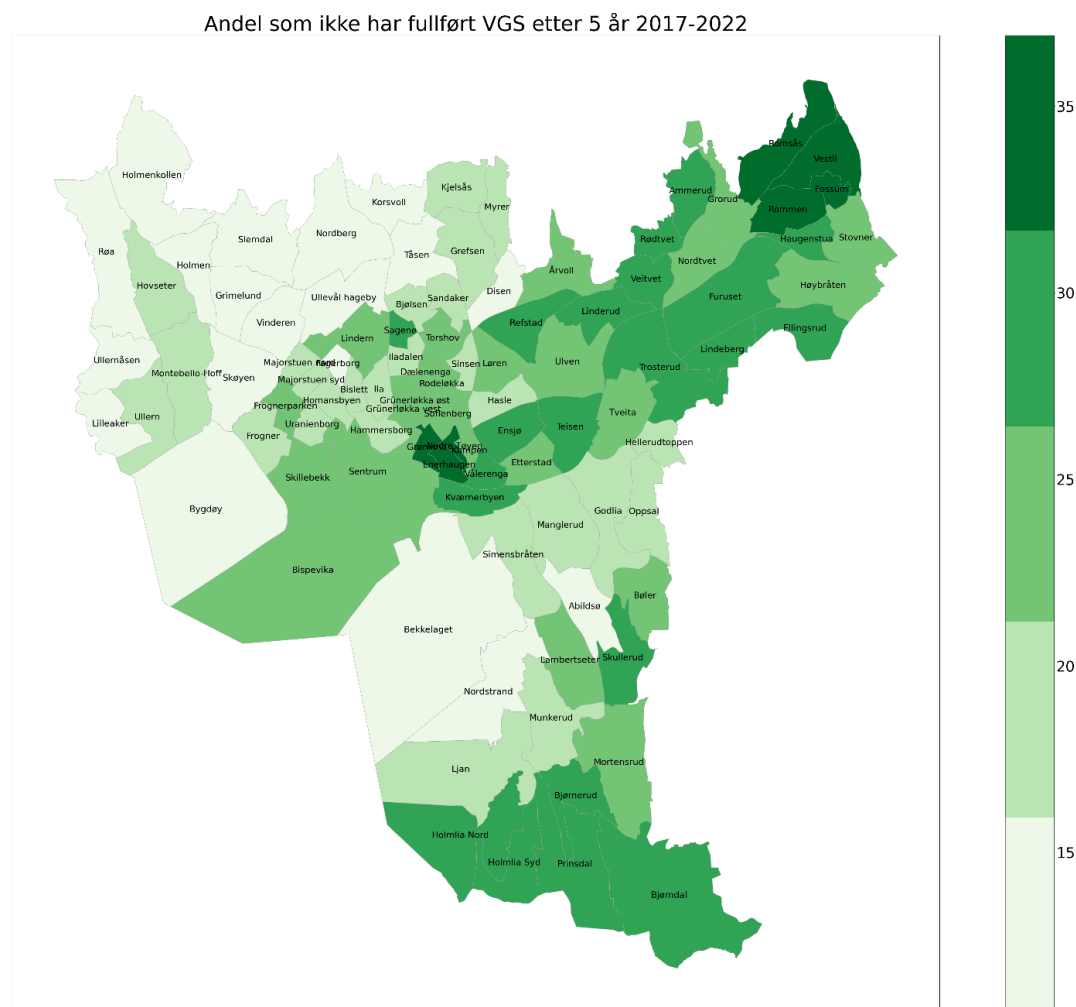 Andel som ikke har fullført VGS etter 5 år 2017-2022
35
30
25
20
15
Romsås
Vestli
Holmenkollen
Kjelsås
Ammerud
Fossum
Grorud
Korsvoll
Myrer
Rommen
Nordberg
Slemdal
Rødtvet
Haugenstua
Stovner
Røa
Tåsen
Grefsen
Nordtvet
Holmen
Årvoll
Veitvet
Hovseter
Disen
Høybråten
Grimelund
Ullevål hageby
Sandaker
Furuset
Bjølsen
Linderud
Vinderen
Refstad
Ellingsrud
Sagene
Lindern
Torshov
Lindeberg
Ullernåsen
Iladalen
Majorstuen nord
Fagerborg
Sinsen
Løren
Ulven
Trosterud
Montebello-Hoff
Skøyen
Dælenenga
Majorstuen syd
Rodeløkka
Bislett
Ila
Homansbyen
Grünerløkka øst
Hasle
Frognerparken
Grünerløkka vest
Sofienberg
Tveita
Ullern
Lilleaker
Uranienborg
Hammersborg
Ensjø
Teisen
Frogner
Nedre Tøyen
Kampen
Hellerudtoppen
Enerhaugen
Etterstad
Skillebekk
Sentrum
Vålerenga
Kværnerbyen
Bygdøy
Godlia
Oppsal
Manglerud
Simensbråten
Bispevika
Bøler
Abildsø
Bekkelaget
Lambertseter
Skullerud
Nordstrand
Munkerud
Ljan
Mortensrud
Bjørnerud
Holmlia Nord
Holmlia Syd
Prinsdal
Bjørndal